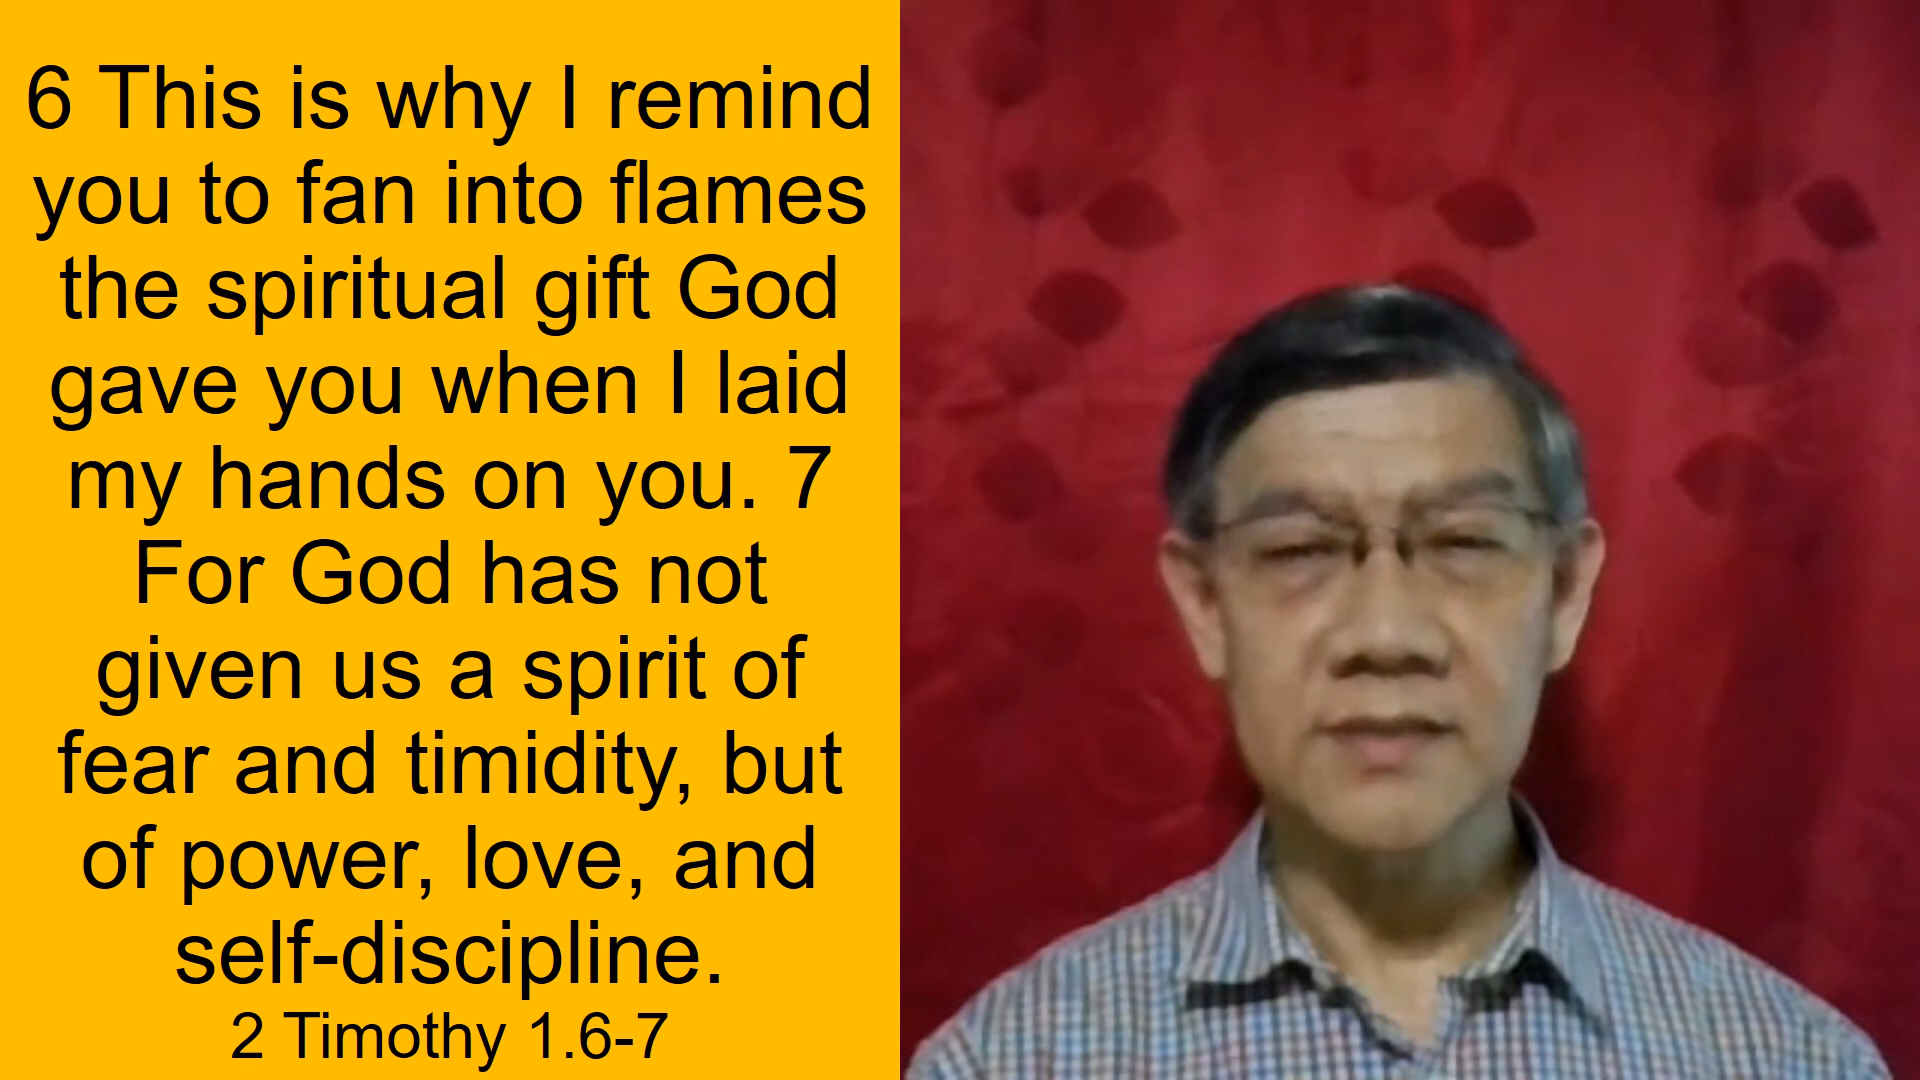 6 This is why I remind
you to fan into flames
the spiritual gift God
gave you when I laid
my hands on you. 7
For God has not
given us a spirit of
fear and timidity, but
of power, love, and
self-discipline.
2 Timothy 1.6-7